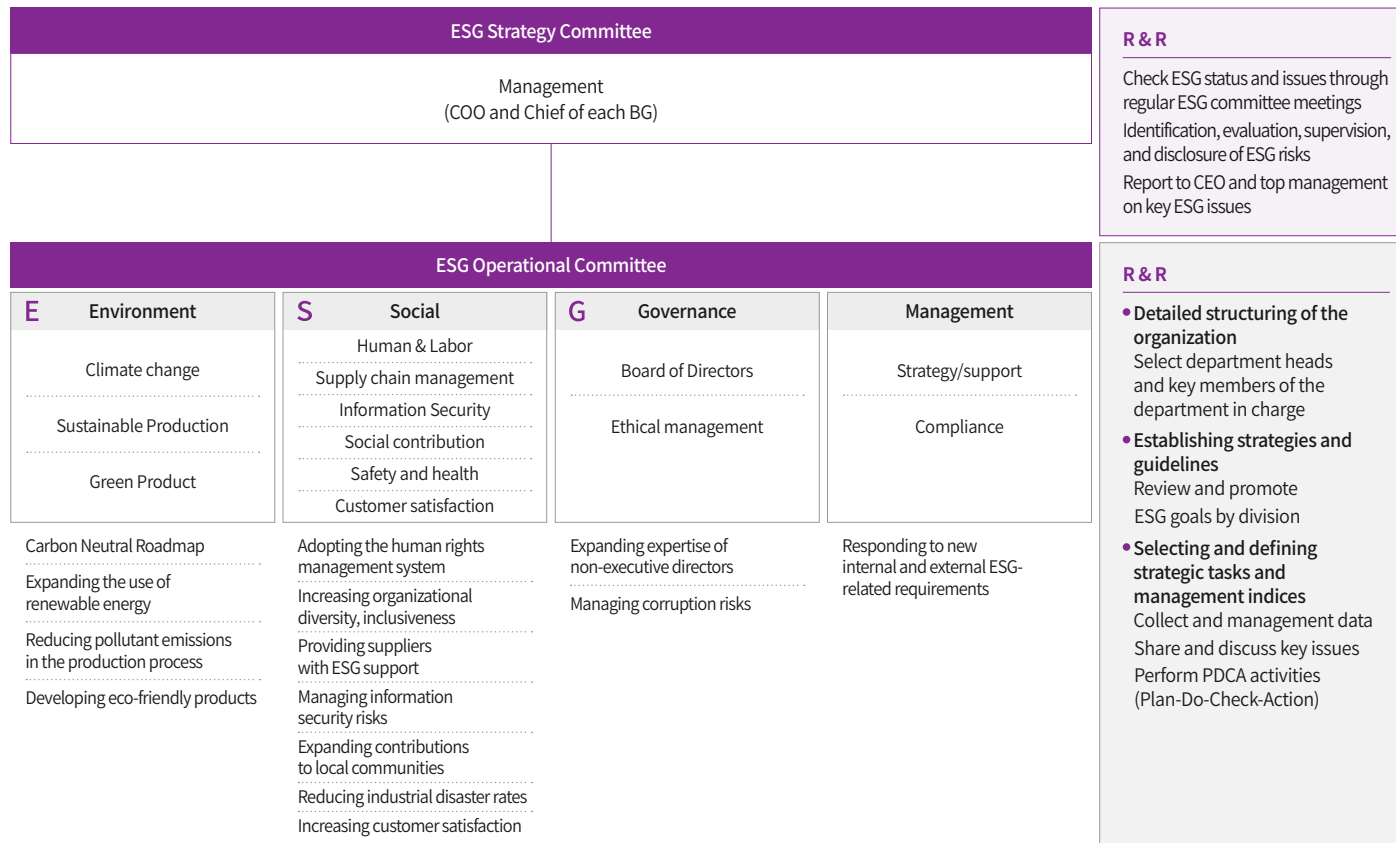 ESG Strategy Committee
Management
(COO and Chief of each BG)
R & R
Check ESG status and issues through
regular ESG committee meetings
Identification, evaluation, supervision,
and disclosure of ESG risks
Report to CEO and top management
on key ESG issues
ESG Operational Committee
E Environment
Climate change
Sustainable Production
Green Product
Carbon Neutral Roadmap
Expanding the use of
renewable energy
Reducing pollutant emissions
in the production process
Developing eco-friendly products
S Social
Human & Labor
Supply chain management
Information Security
Social contribution
Safety and health
Customer satisfaction
Adopting the human rights
management system
Increasing organizational
diversity, inclusiveness
Providing suppliers
with ESG support
Managing information
security risks
Expanding contributions
to local communities
Reducing industrial disaster rates
Increasing customer satisfaction
G Governance
Board of Directors
Ethical management
Expanding expertise of
non-executive directors
Managing corruption risks
Management
Strategy/support
Compliance
Responding to new
internal and external ESG-
related requirements
R & R
• Detailed structuring of the
organization
Select department heads
and key members of the
department in charge
• Establishing strategies and
guidelines
Review and promote
ESG goals by division
• Selecting and defining
strategic tasks and
management indices
Collect and management data
Share and discuss key issues
Perform PDCA activities
(Plan-Do-Check-Action)